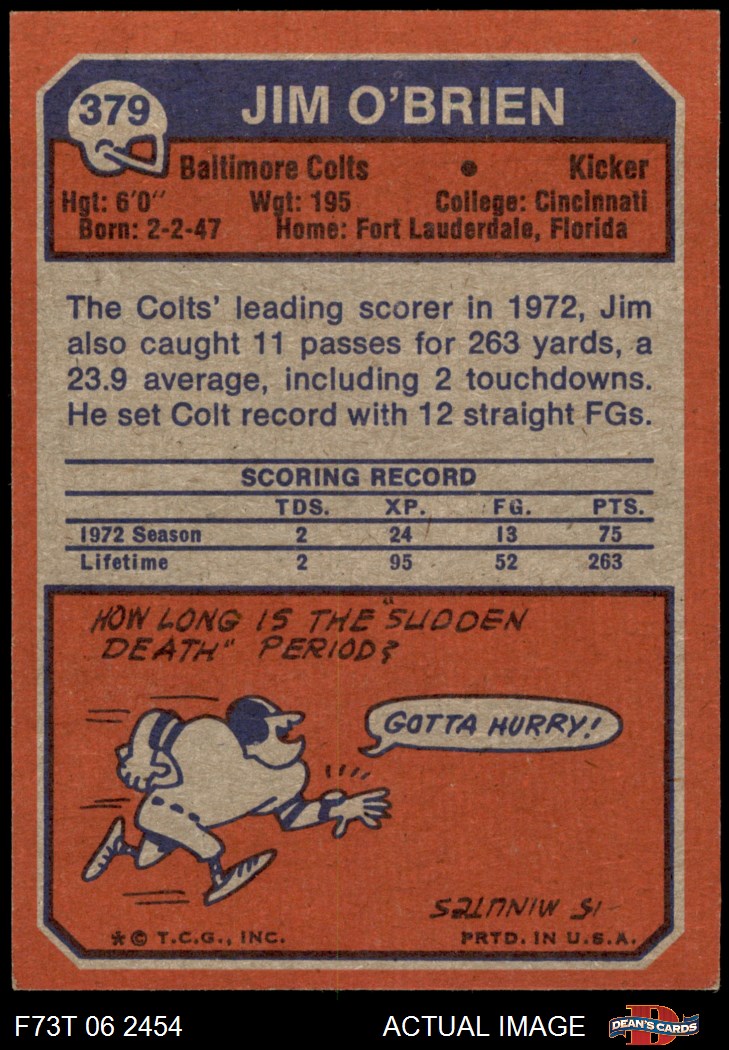 379
JIM O'BRIEN
Baltimore Colts • Kicker
Hgt: 6'0" Wgt: 195 College: Cincinnati
Born: 2-2-47 Home: Fort Lauderdale, Florida
The Colts' leading scorer in 1972, Jim
also caught 11 passes for 263 yards, a
23.9 average, including 2 touchdowns.
He set Colt record with 12 straight FGs.
SCORING RECORD
TDS. XP. FG. PTS.
1972 Season 2 24 13 75
Lifetime 2 95 52 263
HOW LONG IS THE "SUDDEN
DEATH" PERIOD?
GOTTA HURRY!
15 MINUTES
* © T.C.G., INC. PRTD. IN U.S.A.
F73T 06 2454 ACTUAL IMAGE DEAN'S CARDS